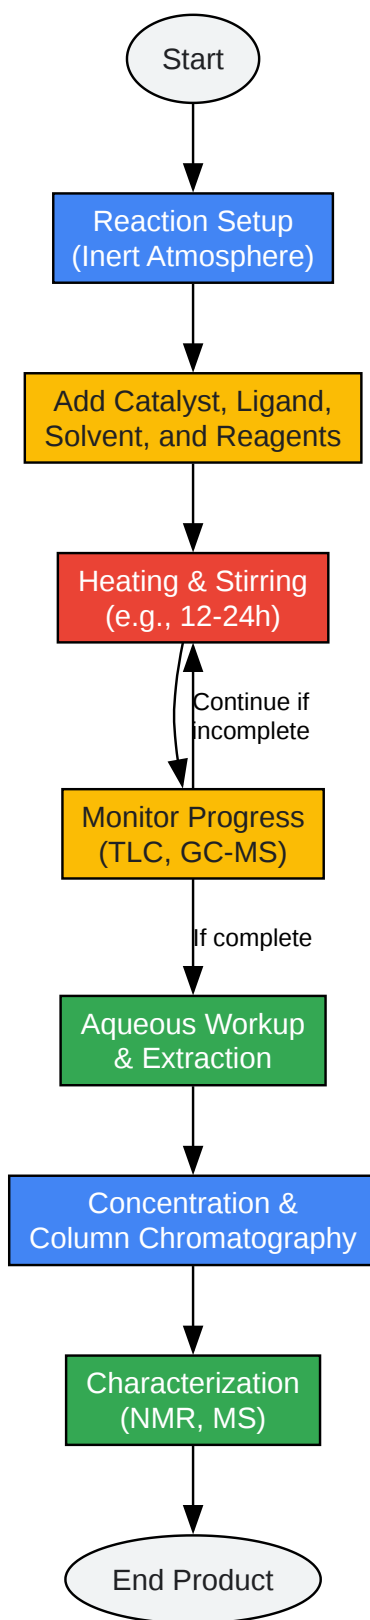 Start
Reaction Setup
(Inert Atmosphere)
Add Catalyst, Ligand,
Solvent, and Reagents
Heating & Stirring
(e.g., 12-24h)
Continue if
incomplete
Monitor Progress
(TLC, GC-MS)
If complete
Aqueous Workup
& Extraction
Concentration &
Column Chromatography
Characterization
(NMR, MS)
End Product